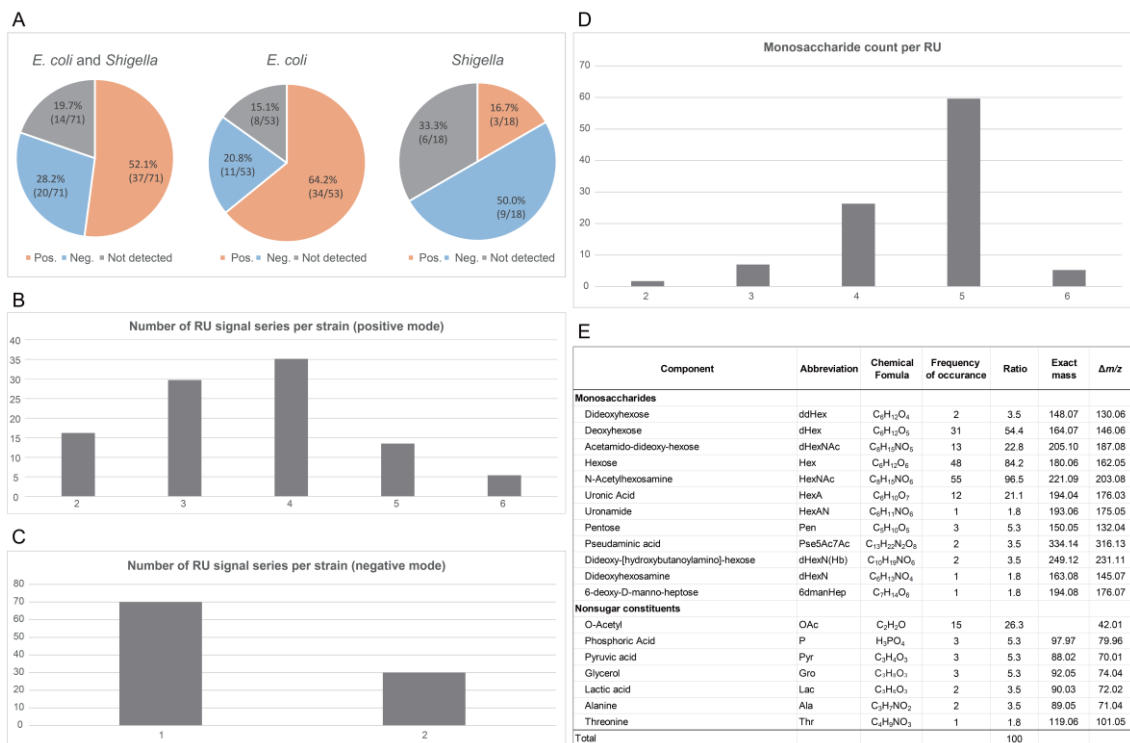 A
E. coli and Shigella
E. coli
Shigella
19.7%
(14/71)
52.1%
(37/71)
28.2%
(20/71)
15.1%
(8/53)
20.8%
(11/53)
64.2%
(34/53)
16.7%
(3/18)
33.3%
(6/18)
50.0%
(9/18)
Pos. Neg. Not detected
Pos. Neg. Not detected
Pos. Neg. Not detected
B
Number of RU signal series per strain (positive mode)
40
35
30
25
20
15
10
5
0
2 3 4 5 6
C
Number of RU signal series per strain (negative mode)
80
70
60
50
40
30
20
10
0
1 2
D
Monosaccharide count per RU
70
60
50
40
30
20
10
0
2 3 4 5 6
E
Component Abbreviation Chemical Fomula Frequency of occurance Ratio Exact mass Δm/z
Monosaccharides
Dideoxyhexose ddHex C₆H₁₂O₄ 2 3.5 148.07 130.06
Deoxyhexose dHex C₆H₁₂O₅ 31 54.4 164.07 146.06
Acetamido-dideoxy-hexose dHexNAc C₈H₁₅NO₅ 13 22.8 205.10 187.08
Hexose Hex C₆H₁₂O₆ 48 84.2 180.06 162.05
N-Acetylhexosamine HexNAc C₈H₁₅NO₆ 55 96.5 221.09 203.08
Uronic Acid HexA C₆H₁₀O₇ 12 21.1 194.04 176.03
Uronamide HexAN C₆H₁₁NO₆ 1 1.8 193.06 175.05
Pentose Pen C₅H₁₀O₅ 3 5.3 150.05 132.04
Pseudaminic acid Pse5Ac7Ac C₁₃H₂₂N₂O₈ 2 3.5 334.14 316.13
Dideoxy-[hydroxybutanoylamino]-hexose dHexN(Hb) C₁₀H₁₉NO₆ 2 3.5 249.12 231.11
Dideoxyhexosamine dHexN C₆H₁₃NO₄ 1 1.8 163.08 145.07
6-deoxy-D-manno-heptose 6dmanHep C₇H₁₄O₆ 1 1.8 194.08 176.07
Nonsugar constituents
O-Acetyl OAc C₂H₂O 15 26.3 42.01
Phosphoric Acid P H₃PO₄ 3 5.3 97.97 79.96
Pyruvic acid Pyr C₃H₄O₃ 3 5.3 88.02 70.01
Glycerol Gro C₃H₈O₃ 3 5.3 92.05 74.04
Lactic acid Lac C₃H₆O₃ 2 3.5 90.03 72.02
Alanine Ala C₃H₇NO₂ 2 3.5 89.05 71.04
Threonine Thr C₄H₉NO₃ 1 1.8 119.06 101.05
Total 100